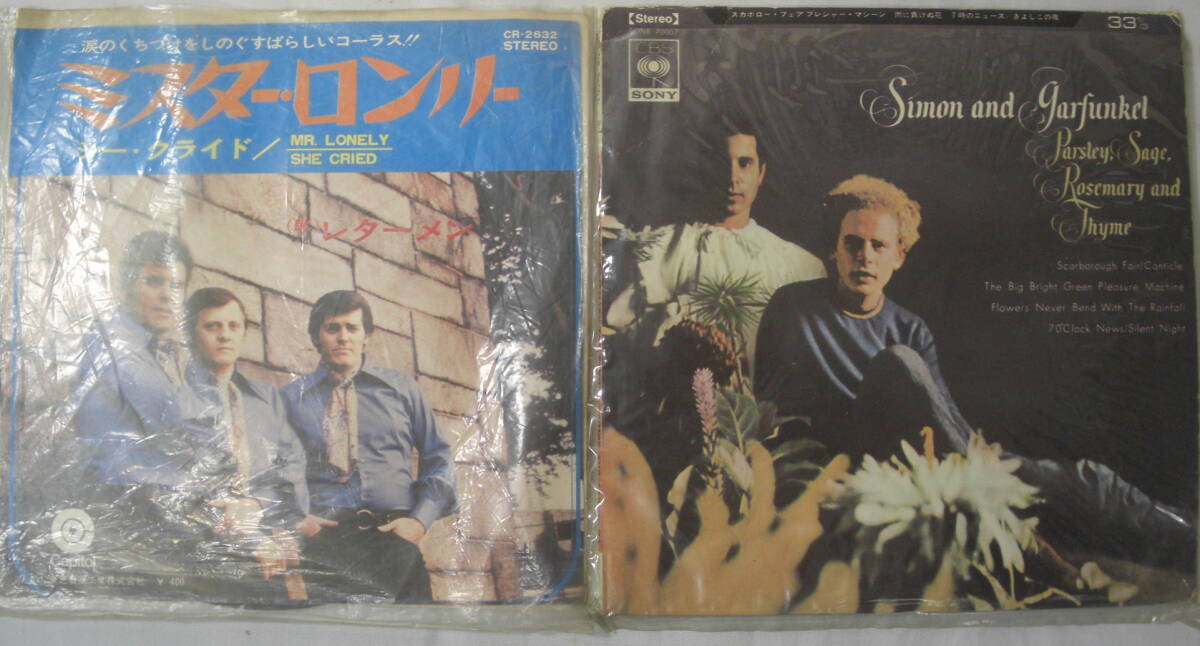 涙のくちづけをしのぐすばらしいコーラス!!
CR-2632
STEREO
ミスター・ロンリー
シー・クライド/
MR. LONELY
SHE CRIED
レターメン
Capitol
株式会社 ¥ 400
Stereo
スカボロー・フェア プレジャー・マシーン 雨に負けぬ花 7時のニュース/きよしこの夜
33⅓
CBS
SONY
Simon and Garfunkel
Parsley, Sage,
Rosemary and
Thyme
Scarborough Fair/Canticle
The Big Bright Green Pleasure Machine
Flowers Never Bend With The Rainfall
7O'Clock News/Silent Night